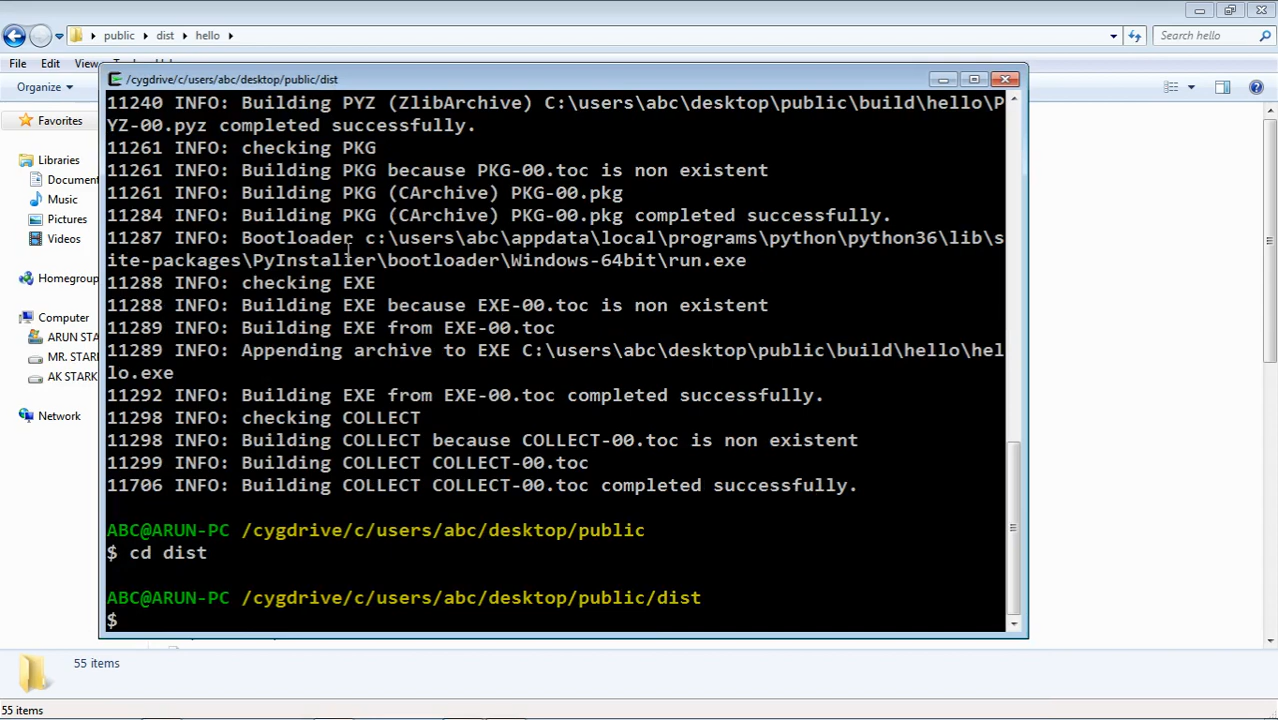 public dist hello
Search hello
File Edit View
/cygdrive/c/users/abc/desktop/public/dist
Organize
Favorites
Libraries
Document
Music
Pictures
Videos
Homegroup
Computer
ARUN STA
MR. STARK
AK STARK
Network
11240 INFO: Building PYZ (ZlibArchive) C:\users\abc\desktop\public\build\hello\P
YZ-00.pyz completed successfully.
11261 INFO: checking PKG
11261 INFO: Building PKG because PKG-00.toc is non existent
11261 INFO: Building PKG (CArchive) PKG-00.pkg
11284 INFO: Building PKG (CArchive) PKG-00.pkg completed successfully.
11287 INFO: Bootloader c:\users\abc\appdata\local\programs\python\python36\lib\s
ite-packages\PyInstaller\bootloader\Windows-64bit\run.exe
11288 INFO: checking EXE
11288 INFO: Building EXE because EXE-00.toc is non existent
11289 INFO: Building EXE from EXE-00.toc
11289 INFO: Appending archive to EXE C:\users\abc\desktop\public\build\hello\hel
lo.exe
11292 INFO: Building EXE from EXE-00.toc completed successfully.
11298 INFO: checking COLLECT
11298 INFO: Building COLLECT because COLLECT-00.toc is non existent
11299 INFO: Building COLLECT COLLECT-00.toc
11706 INFO: Building COLLECT COLLECT-00.toc completed successfully.
ABC@ARUN-PC /cygdrive/c/users/abc/desktop/public
$ cd dist
ABC@ARUN-PC /cygdrive/c/users/abc/desktop/public/dist
$
55 items
55 items